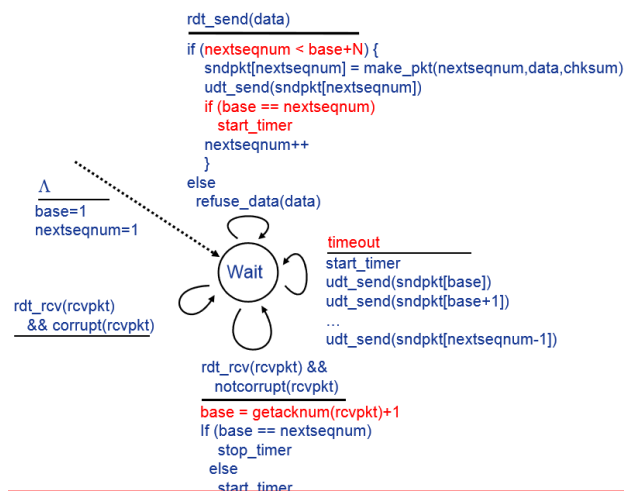 rdt_send(data)
if (nextseqnum < base+N) {
sndpkt[nextseqnum] = make_pkt(nextseqnum,data,chksum)
udt_send(sndpkt[nextseqnum])
if (base == nextseqnum)
start_timer
nextseqnum++
}
else
refuse_data(data)
Λ
base=1
nextseqnum=1
Wait
timeout
start_timer
udt_send(sndpkt[base])
udt_send(sndpkt[base+1])
…
udt_send(sndpkt[nextseqnum-1])
rdt_rcv(rcvpkt)
&& corrupt(rcvpkt)
rdt_rcv(rcvpkt) &&
notcorrupt(rcvpkt)
base = getacknum(rcvpkt)+1
If (base == nextseqnum)
stop_timer
else
start_timer